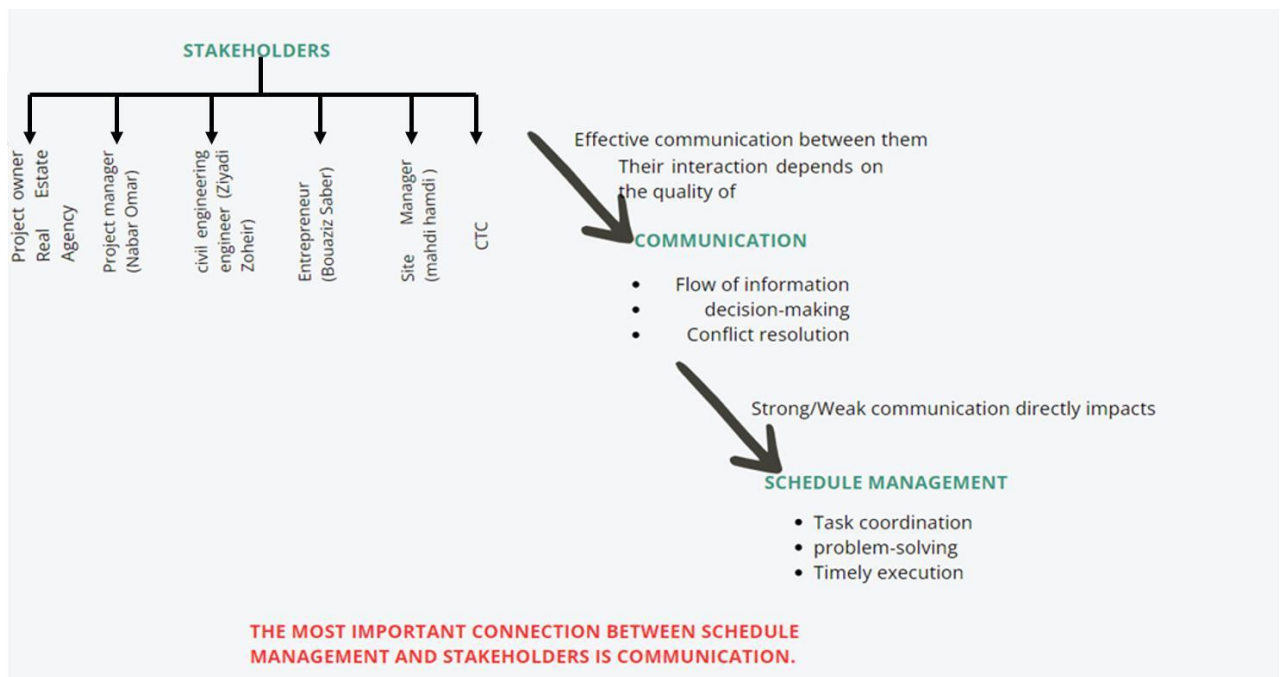 STAKEHOLDERS
Project owner
Real Estate
Agency
Project manager
(Nabar Omar)
civil engineering
engineer (Ziyadi
Zoheir)
Entrepreneur
(Bouaziz Saber)
Site Manager
(mahdi hamdi )
CTC
Effective communication between them
Their interaction depends on
the quality of
COMMUNICATION
• Flow of information
• decision-making
• Conflict resolution
Strong/Weak communication directly impacts
SCHEDULE MANAGEMENT
• Task coordination
• problem-solving
• Timely execution
THE MOST IMPORTANT CONNECTION BETWEEN SCHEDULE
MANAGEMENT AND STAKEHOLDERS IS COMMUNICATION.